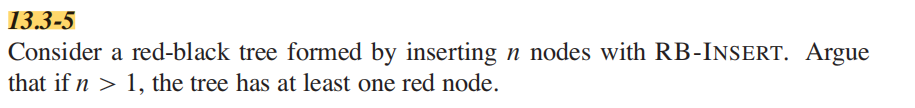 13.3-5
Consider a red-black tree formed by inserting n nodes with RB-INSERT. Argue
that if n > 1, the tree has at least one red node.